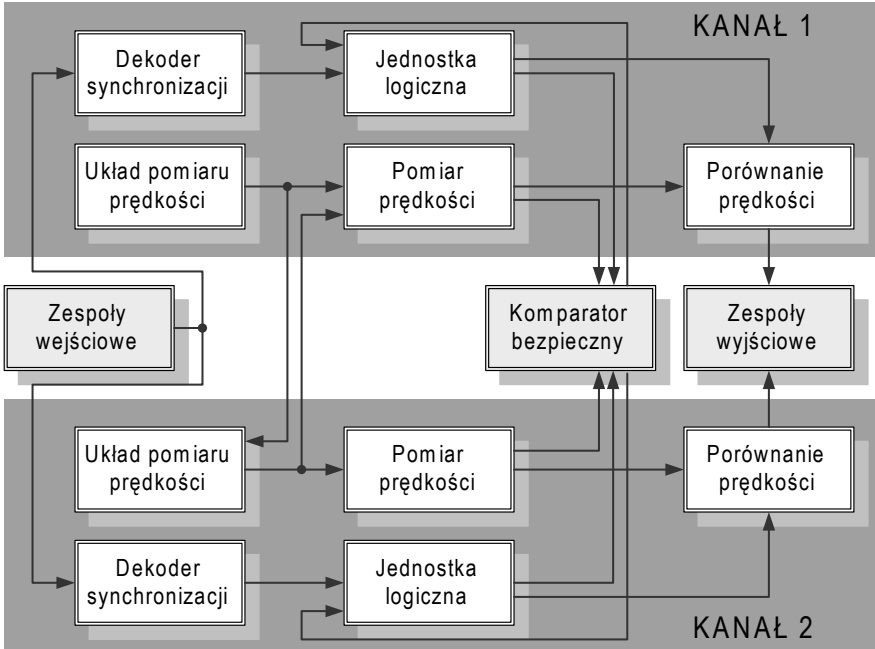 KANAŁ 1
Dekoder
synchronizacji
Jednostka
logiczna
Układ pomiaru
prędkości
Pomiar
prędkości
Porównanie
prędkości
Zespoły
wejściowe
Komparator
bezpieczny
Zespoły
wyjściowe
Układ pomiaru
prędkości
Pomiar
prędkości
Porównanie
prędkości
Dekoder
synchronizacji
Jednostka
logiczna
KANAŁ 2